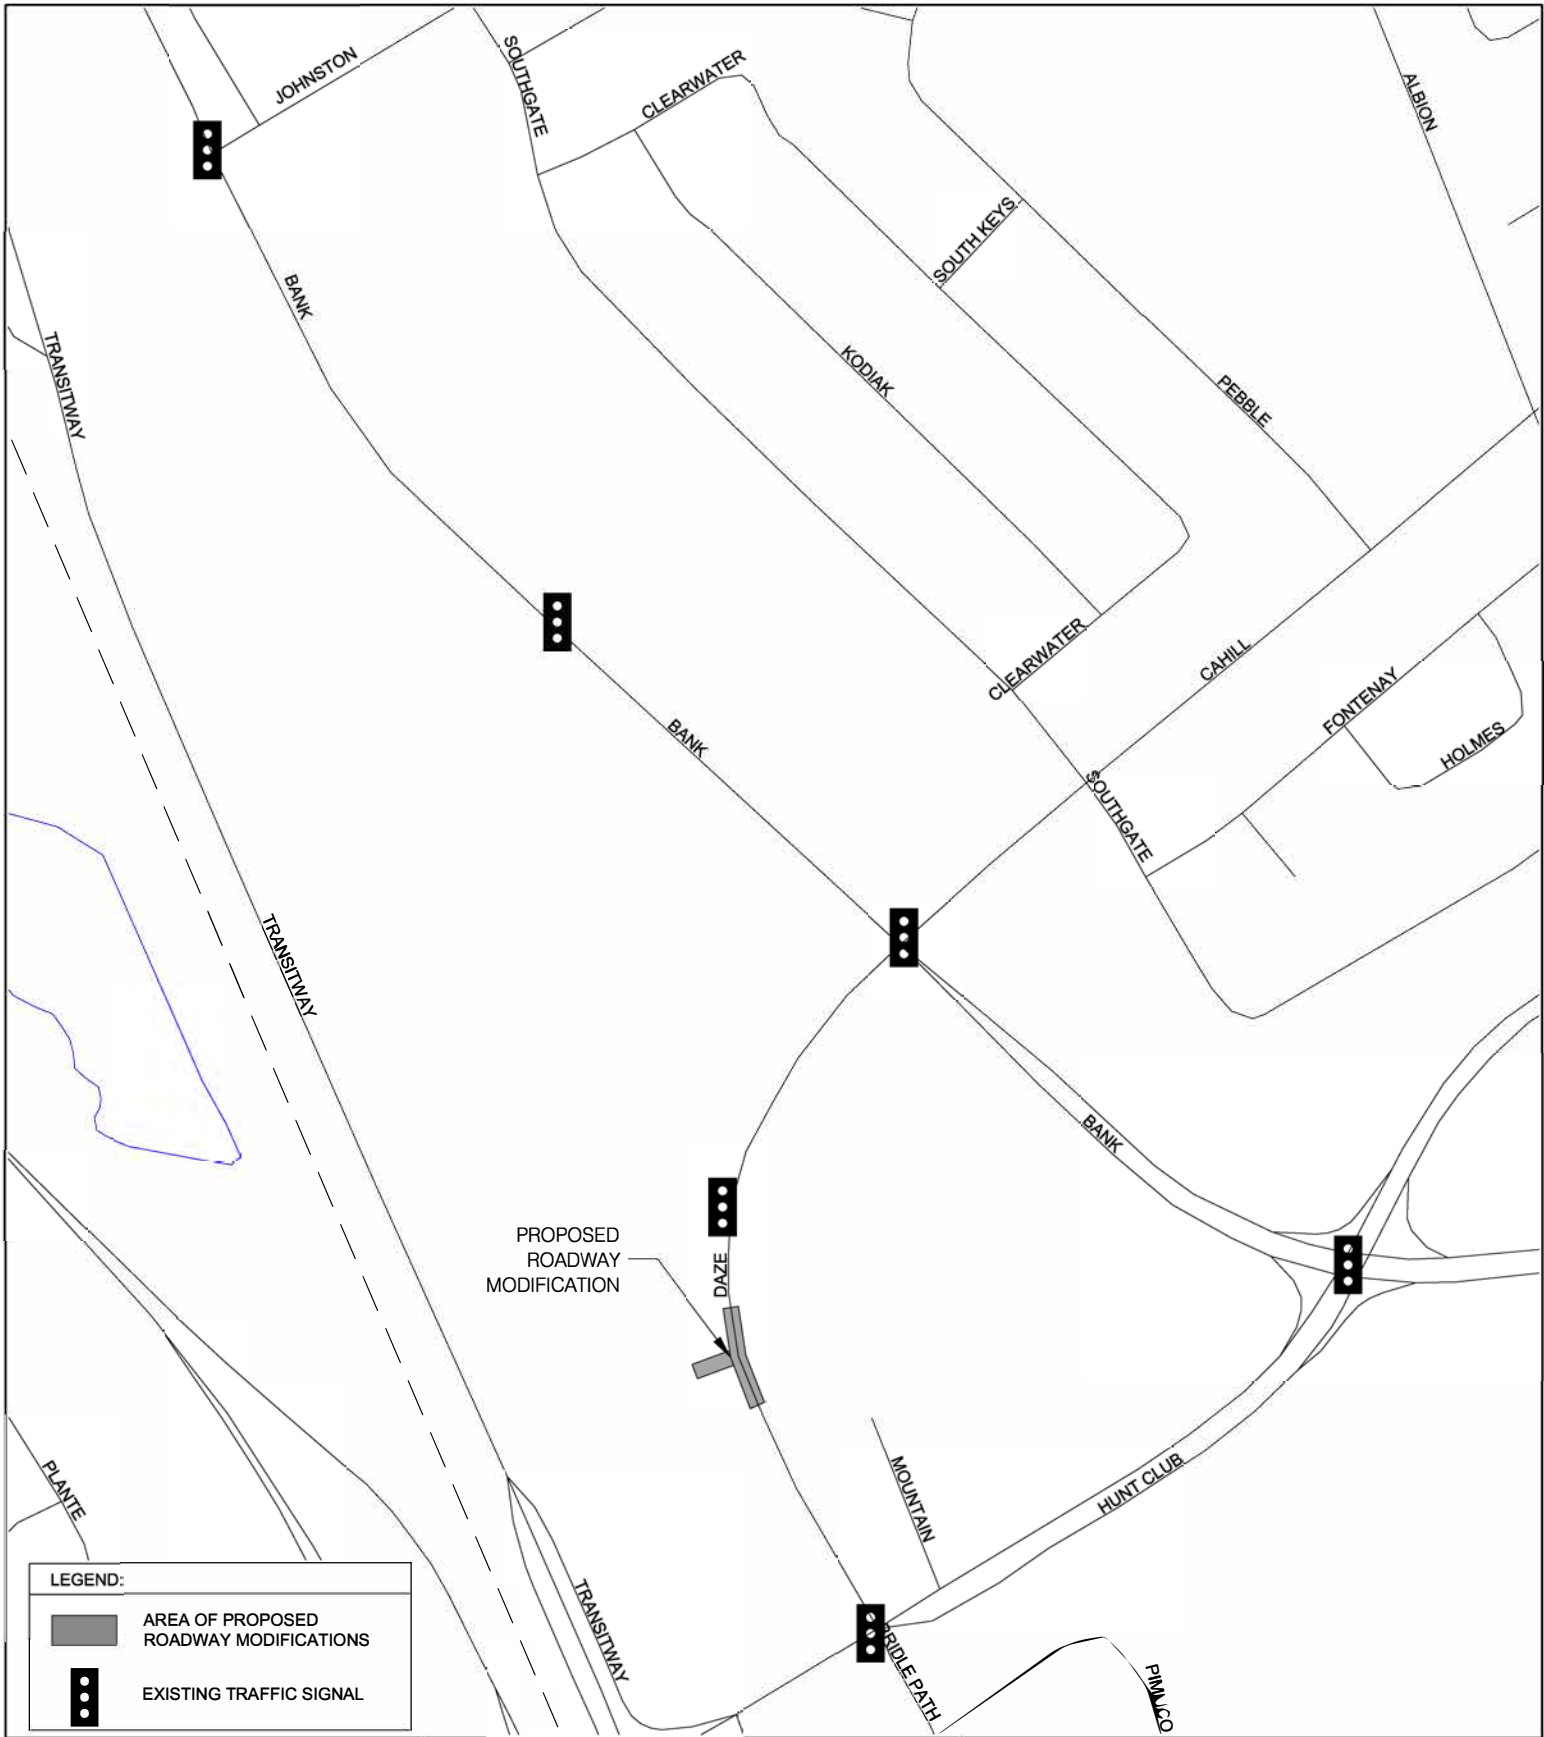 JOHNSTON
SOUTHGATE
CLEARWATER
ALBION
SOUTH KEYS
BANK
TRANSITWAY
KODIAK
PEBBLE
CLEARWATER
CAHILL
FONTENAY
HOLMES
BANK
SOUTHGATE
TRANSITWAY
BANK
PROPOSED
ROADWAY
MODIFICATION
DAZE
MOUNTAIN
HUNT CLUB
PLANTE
TRANSITWAY
BRIDLE PATH
PIMLICO
LEGEND:
AREA OF PROPOSED
ROADWAY MODIFICATIONS
EXISTING TRAFFIC SIGNAL